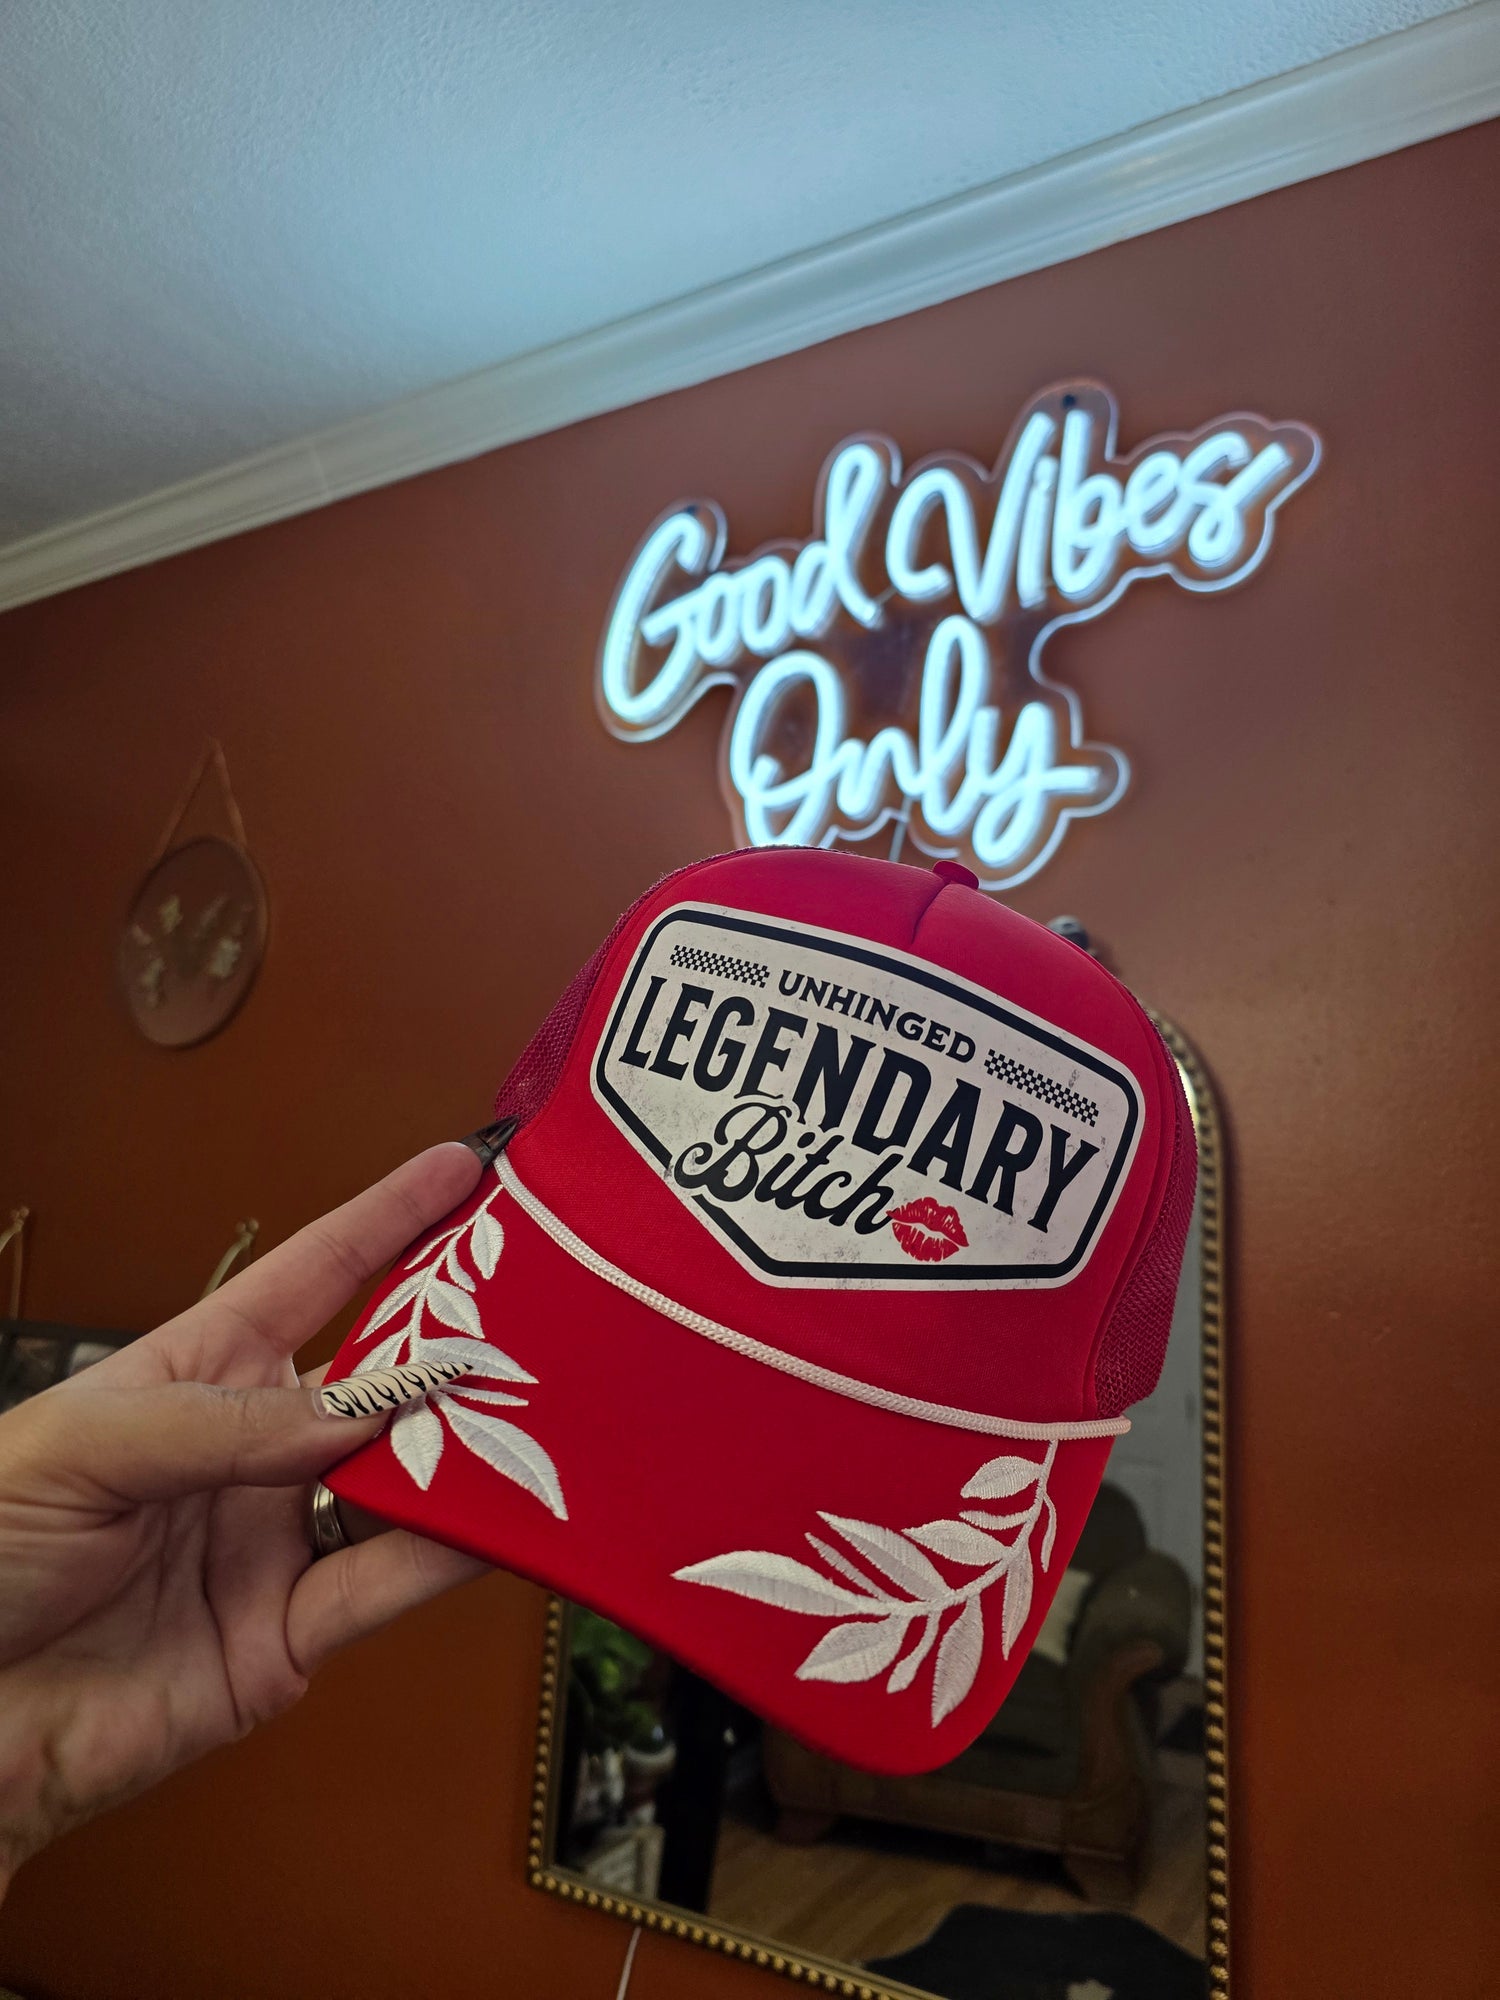 Good Vibes
Only
UNHINGED
LEGENDARY
Bitch